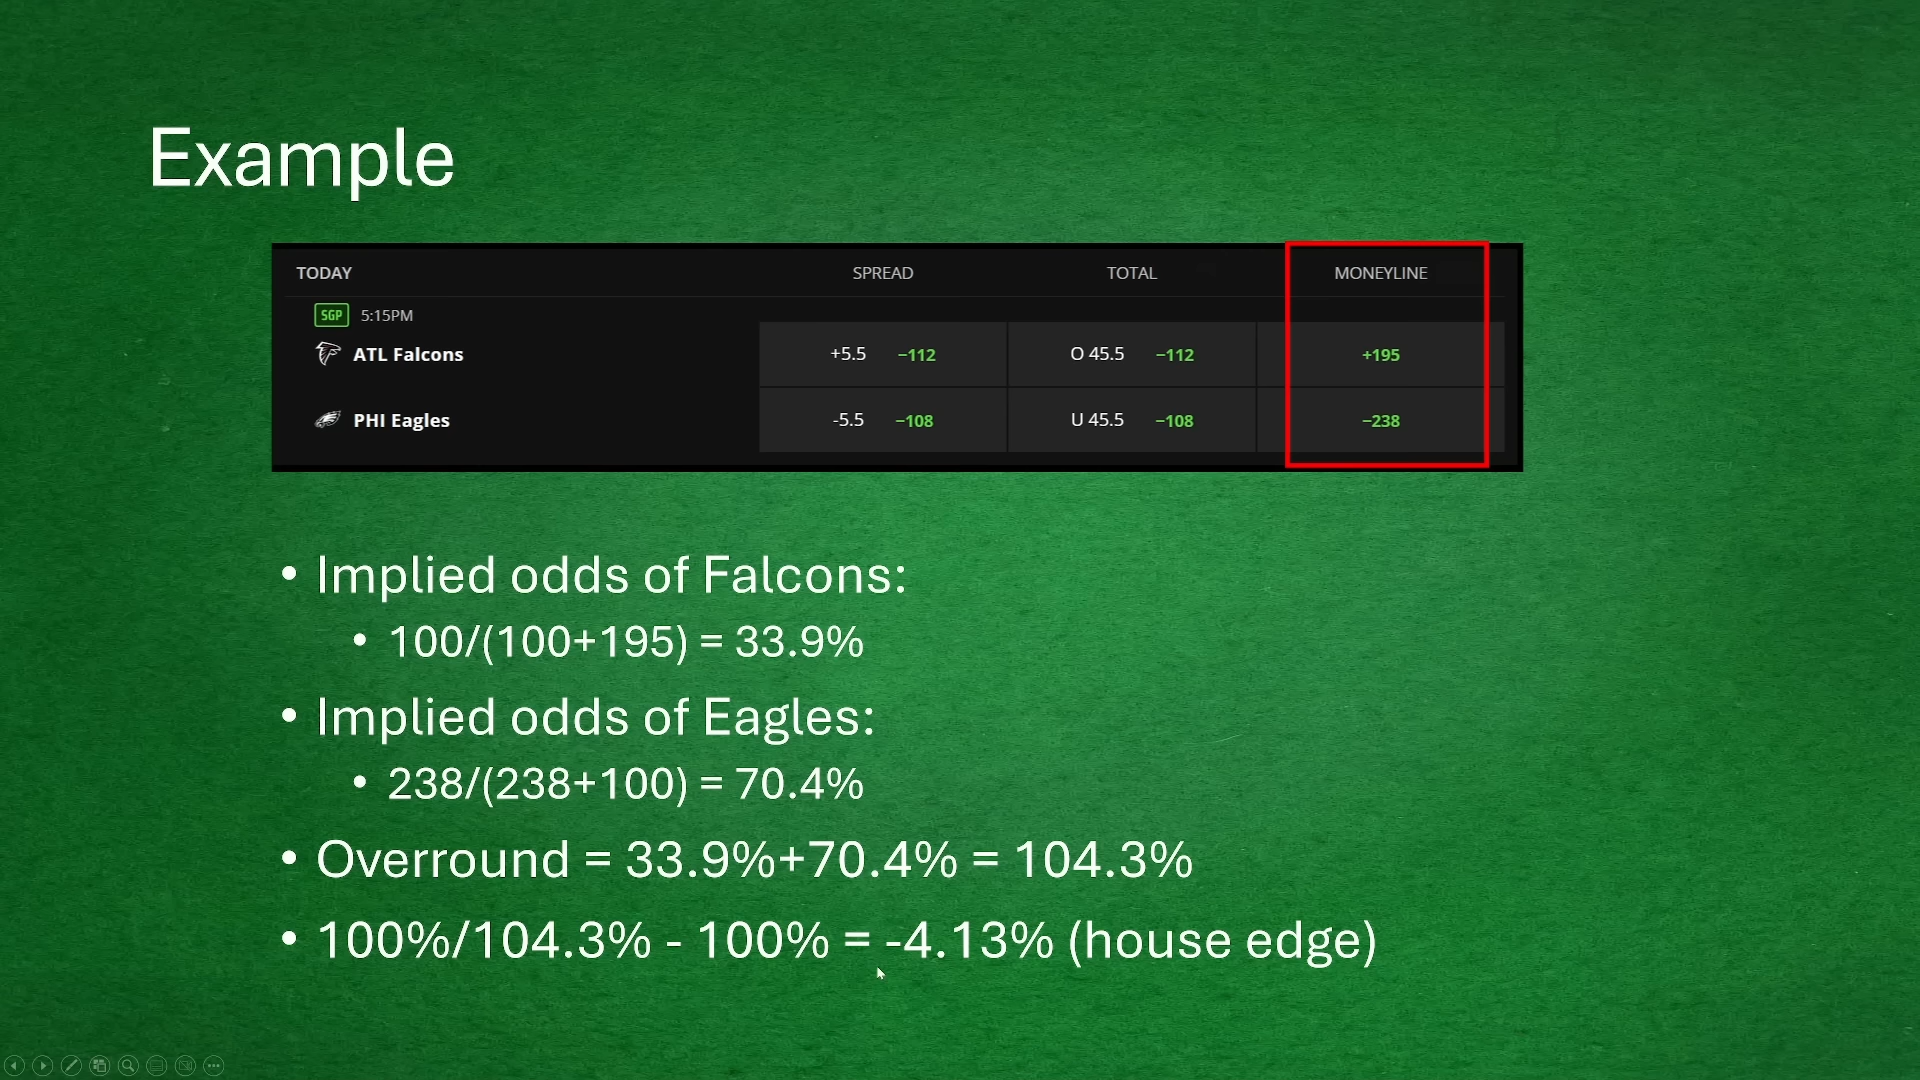 Example
TODAY SPREAD TOTAL MONEYLINE
SGP 5:15PM
ATL Falcons +5.5 −112 O 45.5 −112 +195
PHI Eagles -5.5 −108 U 45.5 −108 −238
• Implied odds of Falcons:
• 100/(100+195) = 33.9%
• Implied odds of Eagles:
• 238/(238+100) = 70.4%
• Overround = 33.9%+70.4% = 104.3%
• 100%/104.3% - 100% = -4.13% (house edge)